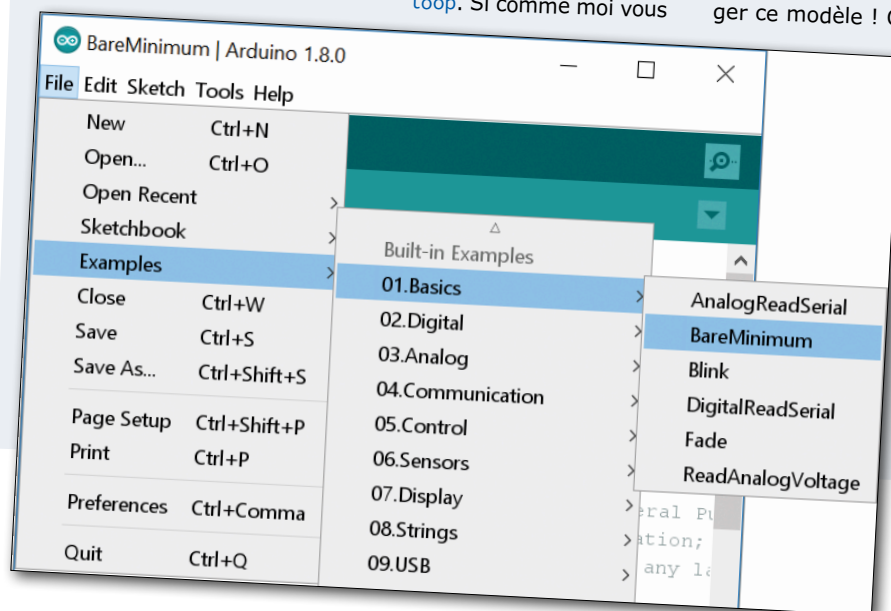 loop. Si comme moi vous
ger ce modèle !
BareMinimum | Arduino 1.8.0
File Edit Sketch Tools Help
New Ctrl+N
Open... Ctrl+O
Open Recent
Sketchbook
Examples
Close Ctrl+W
Save Ctrl+S
Save As... Ctrl+Shift+S
Page Setup Ctrl+Shift+P
Print Ctrl+P
Preferences Ctrl+Comma
Quit Ctrl+Q
Built-in Examples
01.Basics
02.Digital
03.Analog
04.Communication
05.Control
06.Sensors
07.Display
08.Strings
09.USB
AnalogReadSerial
BareMinimum
Blink
DigitalReadSerial
Fade
ReadAnalogVoltage
eral Pu
ation;
any la